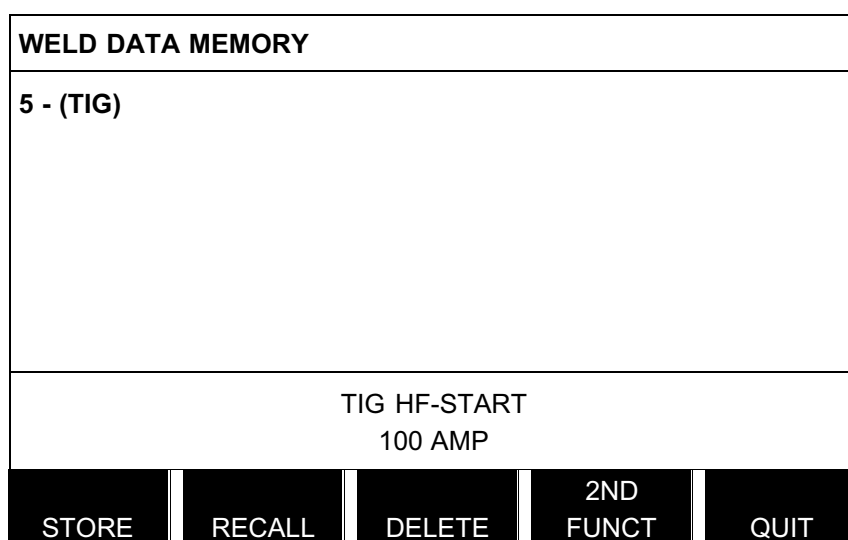 WELD DATA MEMORY
5 - (TIG)
TIG HF-START
100 AMP
STORE RECALL DELETE 2ND FUNCT QUIT